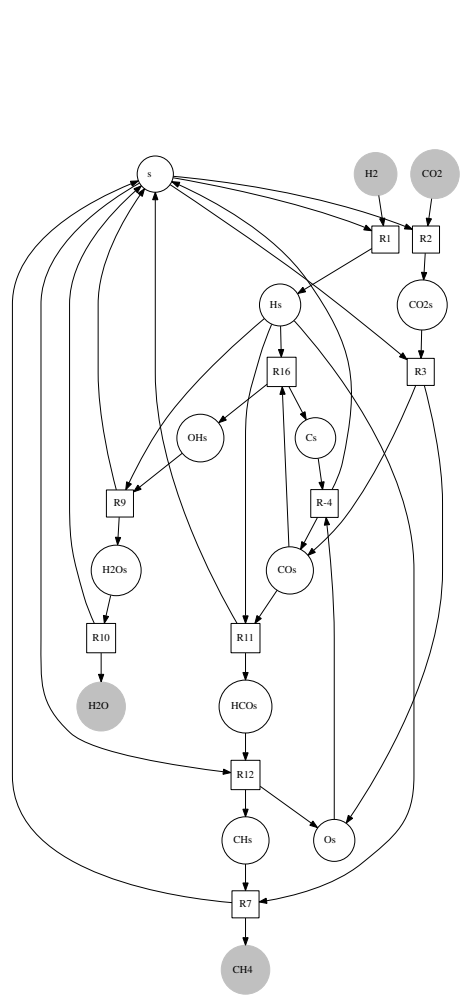 s
H2
CO2
R1
R2
Hs
CO2s
R16
R3
OHs
Cs
R9
R-4
H2Os
COs
R10
R11
H2O
HCOs
R12
CHs
Os
R7
CH4